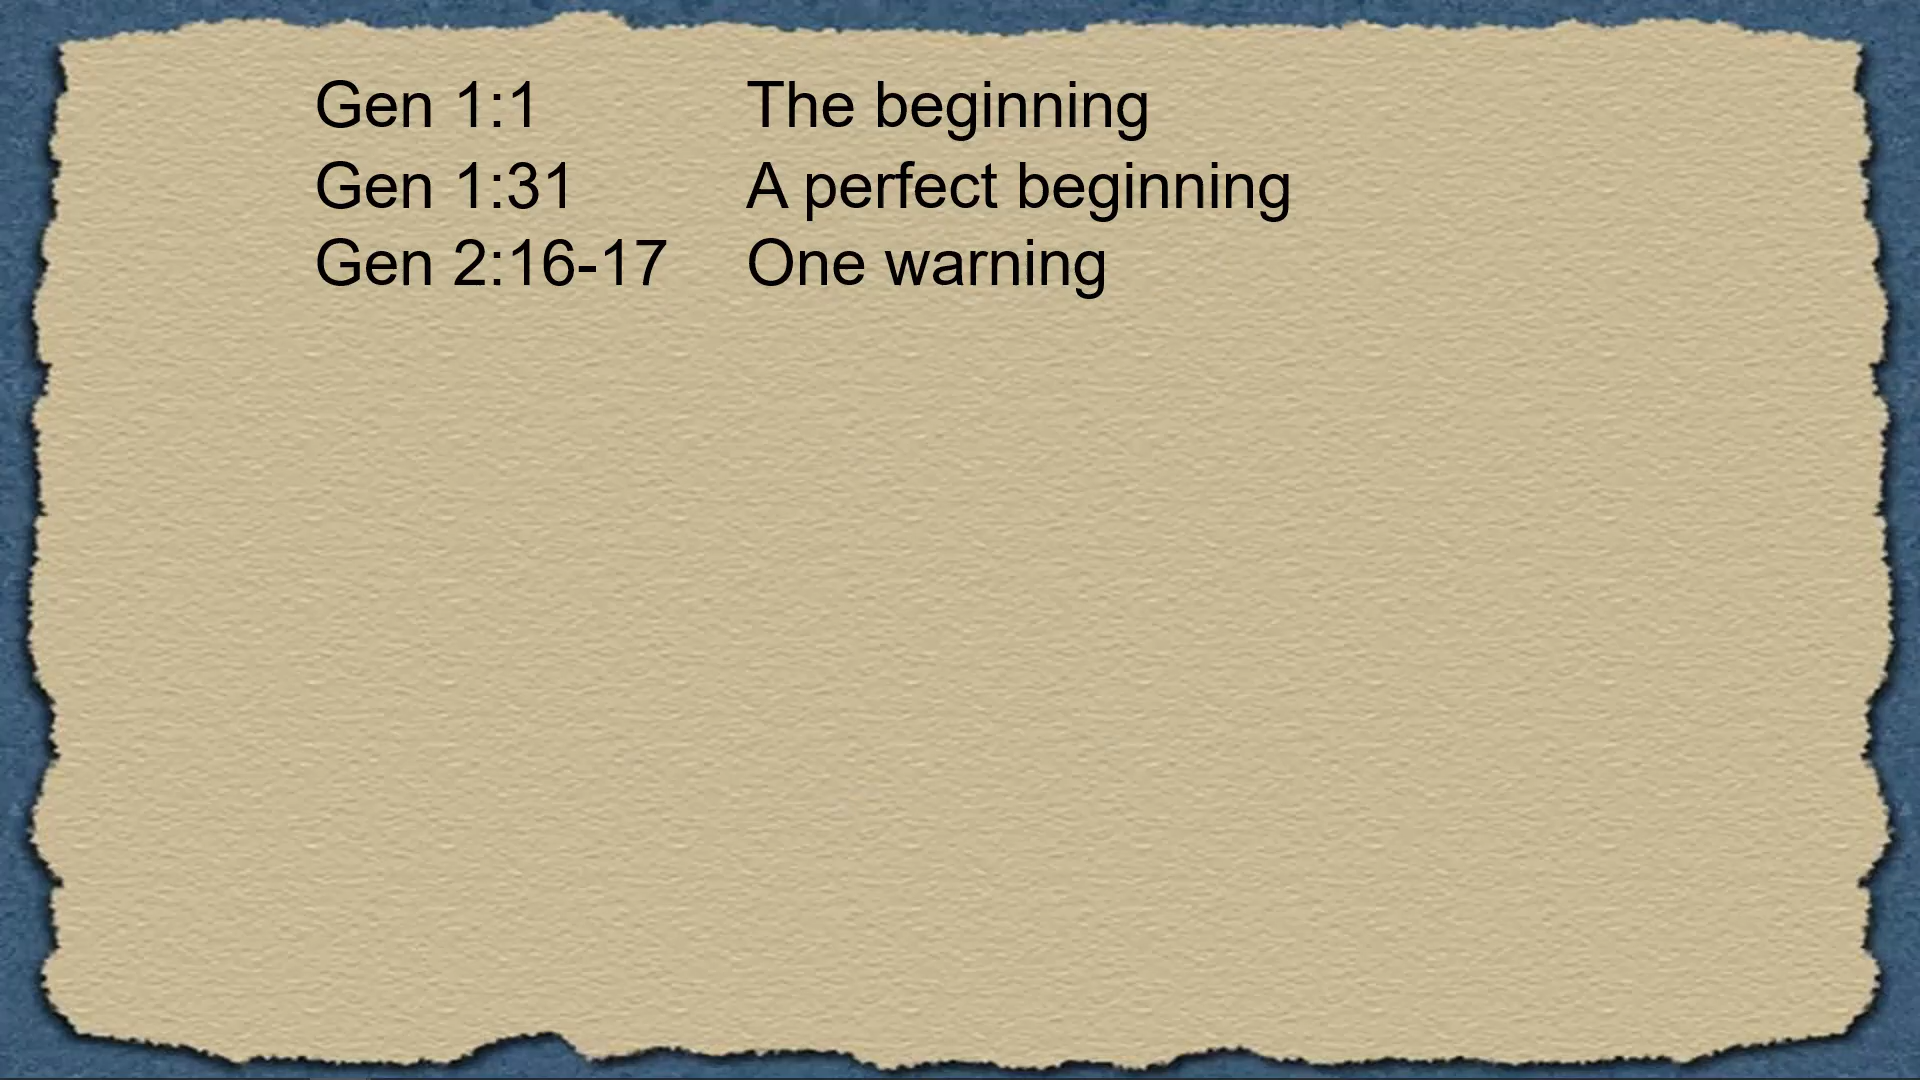 Gen 1:1 The beginning
Gen 1:31 A perfect beginning
Gen 2:16-17 One warning